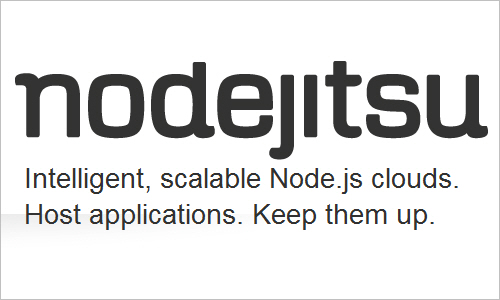 nodejitsu
Intelligent, scalable Node.js clouds.
Host applications. Keep them up.